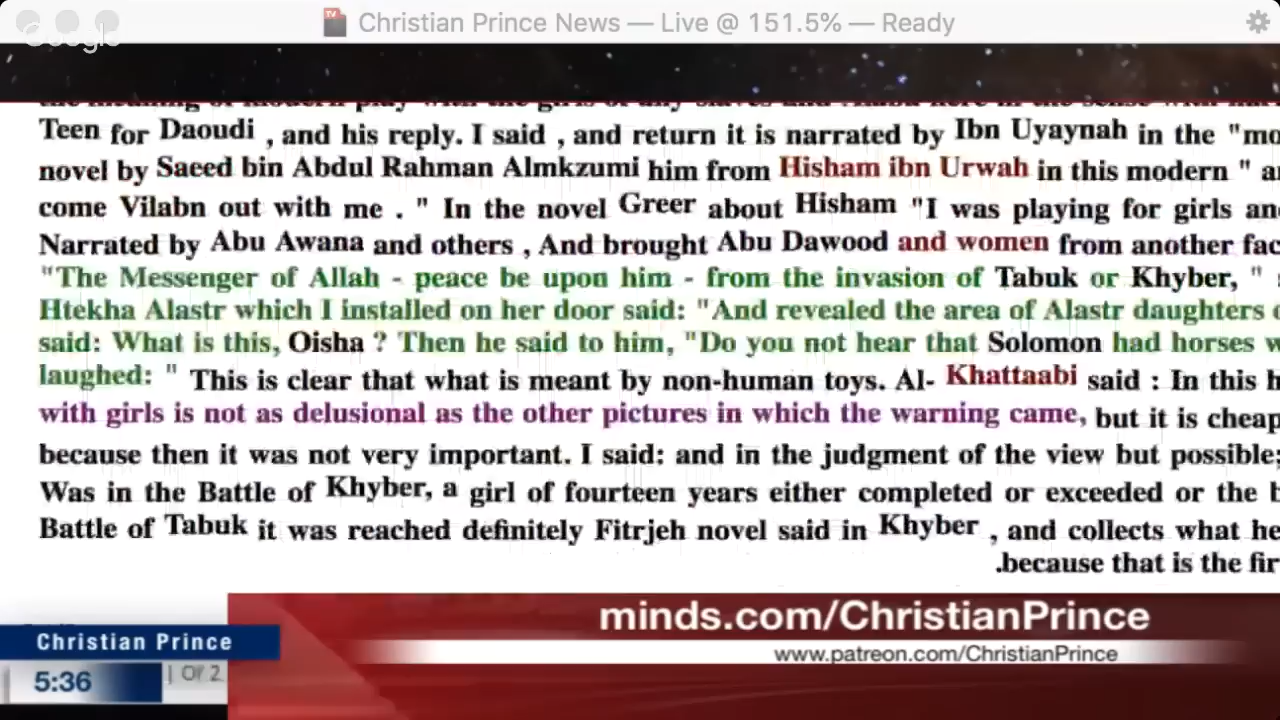 Christian Prince News — Live @ 151.5% — Ready
Google
Teen for Daoudi , and his reply. I said , and return it is narrated by Ibn Uyaynah in the "mo
novel by Saeed bin Abdul Rahman Almkzumi him from Hisham ibn Urwah in this modern " a
come Vilabn out with me . " In the novel Greer about Hisham "I was playing for girls an
Narrated by Abu Awana and others , And brought Abu Dawood and women from another fac
"The Messenger of Allah - peace be upon him - from the invasion of Tabuk or Khyber, "
Htekha Alastr which I installed on her door said: "And revealed the area of Alastr daughters
said: What is this, Oisha ? Then he said to him, "Do you not hear that Solomon had horses w
laughed: " This is clear that what is meant by non-human toys. Al- Khattaabi said : In this h
with girls is not as delusional as the other pictures in which the warning came, but it is cheap
because then it was not very important. I said: and in the judgment of the view but possible;
Was in the Battle of Khyber, a girl of fourteen years either completed or exceeded or the b
Battle of Tabuk it was reached definitely Fitrjeh novel said in Khyber , and collects what he
.because that is the fir
minds.com/ChristianPrince
www.patreon.com/ChristianPrince
Christian Prince
5:36
Of 2